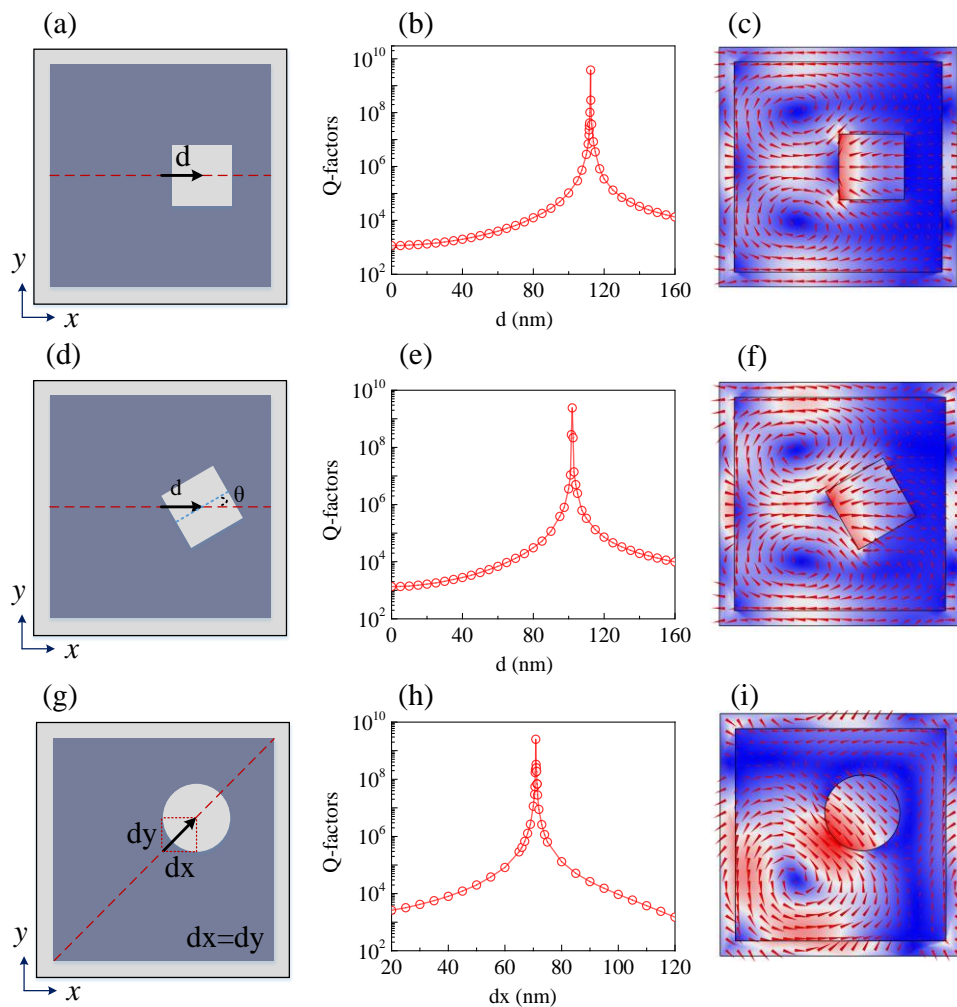 (a)
d
y
x
(b)
Q-factors
10^10
10^8
10^6
10^4
10^2
0 40 80 120 160
d (nm)
(c)
(d)
d θ
y
x
(e)
Q-factors
10^10
10^8
10^6
10^4
10^2
0 40 80 120 160
d (nm)
(f)
(g)
dy
dx
dx=dy
y
x
(h)
Q-factors
10^10
10^8
10^6
10^4
10^2
20 40 60 80 100 120
dx (nm)
(i)